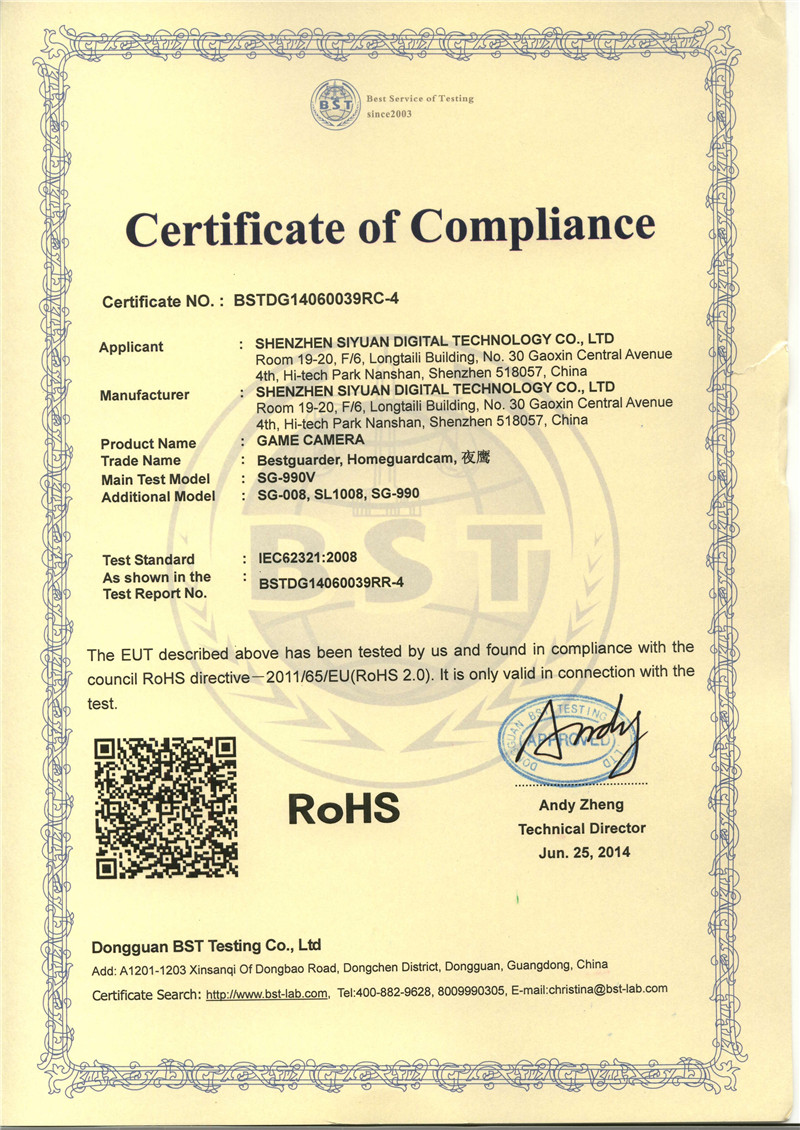 BST
Best Service of Testing
since2003
Certificate of Compliance
Certificate NO. : BSTDG14060039RC-4
Applicant : SHENZHEN SIYUAN DIGITAL TECHNOLOGY CO., LTD
Room 19-20, F/6, Longtaili Building, No. 30 Gaoxin Central Avenue
4th, Hi-tech Park Nanshan, Shenzhen 518057, China
Manufacturer : SHENZHEN SIYUAN DIGITAL TECHNOLOGY CO., LTD
Room 19-20, F/6, Longtaili Building, No. 30 Gaoxin Central Avenue
4th, Hi-tech Park Nanshan, Shenzhen 518057, China
Product Name : GAME CAMERA
Trade Name : Bestguarder, Homeguardcam, 夜鹰
Main Test Model : SG-990V
Additional Model : SG-008, SL1008, SG-990
BST
Test Standard : IEC62321:2008
As shown in the : BSTDG14060039RR-4
Test Report No.
The EUT described above has been tested by us and found in compliance with the
council RoHS directive—2011/65/EU(RoHS 2.0). It is only valid in connection with the
test.
DONGGUAN BST TESTING CO., LTD
APPROVED
Andy
RoHS
Andy Zheng
Technical Director
Jun. 25, 2014
Dongguan BST Testing Co., Ltd
Add: A1201-1203 Xinsanqi Of Dongbao Road, Dongchen District, Dongguan, Guangdong, China
Certificate Search: http://www.bst-lab.com, Tel:400-882-9628, 8009990305, E-mail:christina@bst-lab.com